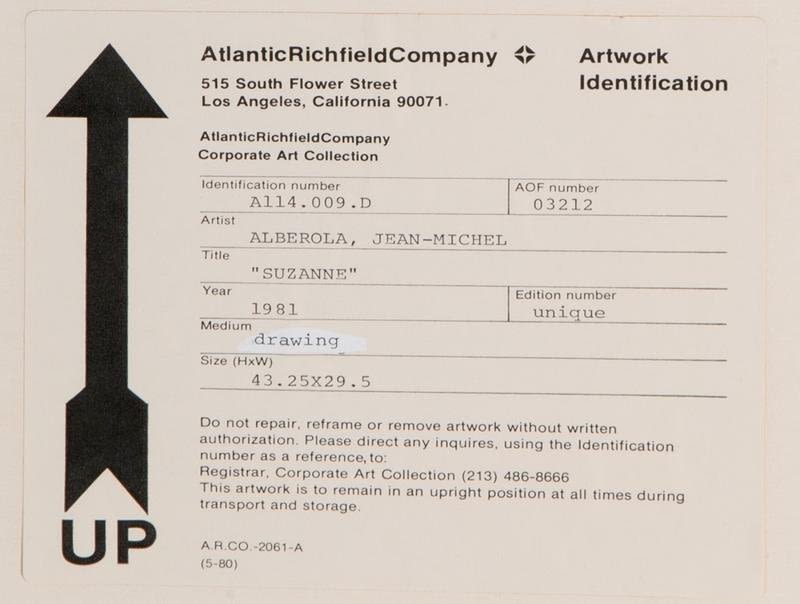 AtlanticRichfieldCompany
Artwork
Identification
515 South Flower Street
Los Angeles, California 90071.
AtlanticRichfieldCompany
Corporate Art Collection
Identification number
A114.009.D
AOF number
03212
Artist
ALBEROLA, JEAN-MICHEL
Title
"SUZANNE"
Year
1981
Edition number
unique
Medium
drawing
Size (HxW)
43.25X29.5
Do not repair, reframe or remove artwork without written
authorization. Please direct any inquires, using the Identification
number as a reference, to:
Registrar, Corporate Art Collection (213) 486-8666
This artwork is to remain in an upright position at all times during
transport and storage.
UP
A.R.CO.-2061-A
(5-80)